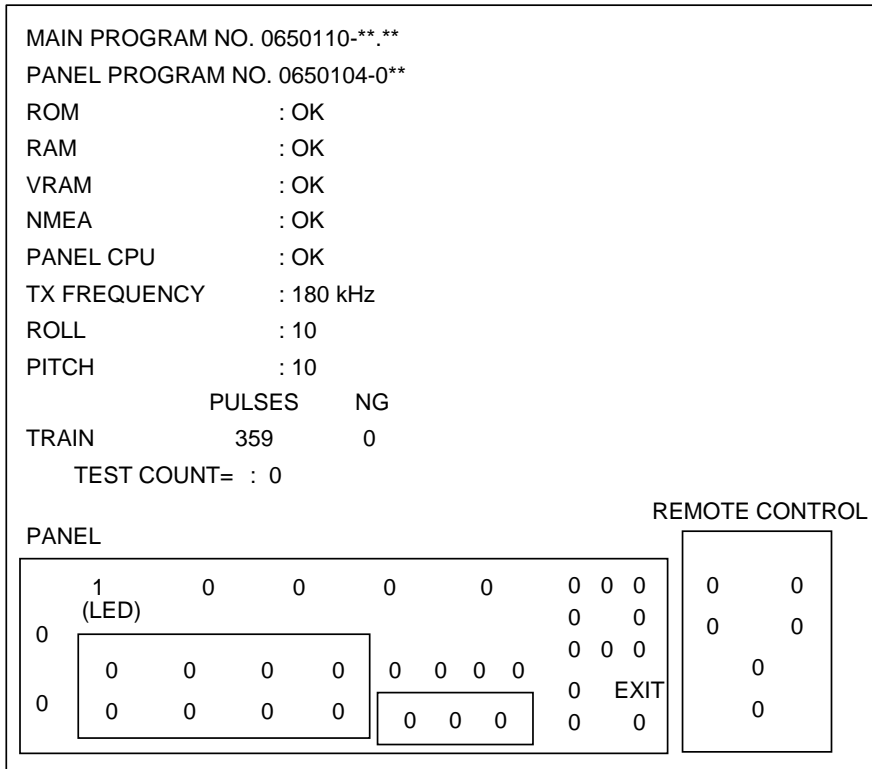 MAIN PROGRAM NO. 0650110-**.**
PANEL PROGRAM NO. 0650104-0**
ROM : OK
RAM : OK
VRAM : OK
NMEA : OK
PANEL CPU : OK
TX FREQUENCY : 180 kHz
ROLL : 10
PITCH : 10
PULSES NG
TRAIN 359 0
TEST COUNT= : 0
REMOTE CONTROL
PANEL
1 0 0 0 0 0 0 0 0 0
(LED) 0 0
0 0 0
0 0 0
0 0 0 0 0 0 0 0 0
0 EXIT
0 0 0 0 0 0
0 0 0 0 0 0